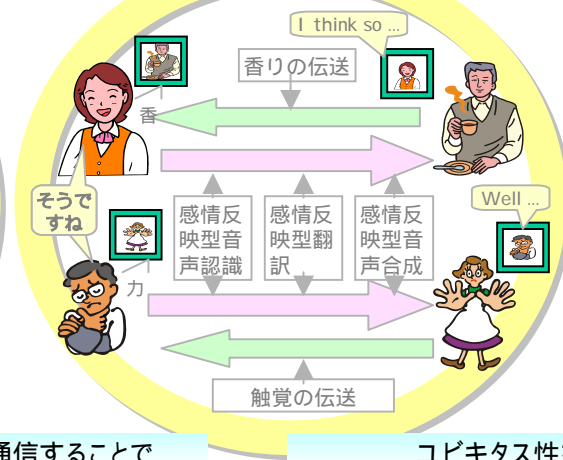 I think so ...
香りの伝送
香
そうで
すね
感情反
映型音
声認識
感情反
映型翻
訳
感情反
映型音
声合成
Well ...
力
触覚の伝送
通信することで
ユビキタス性